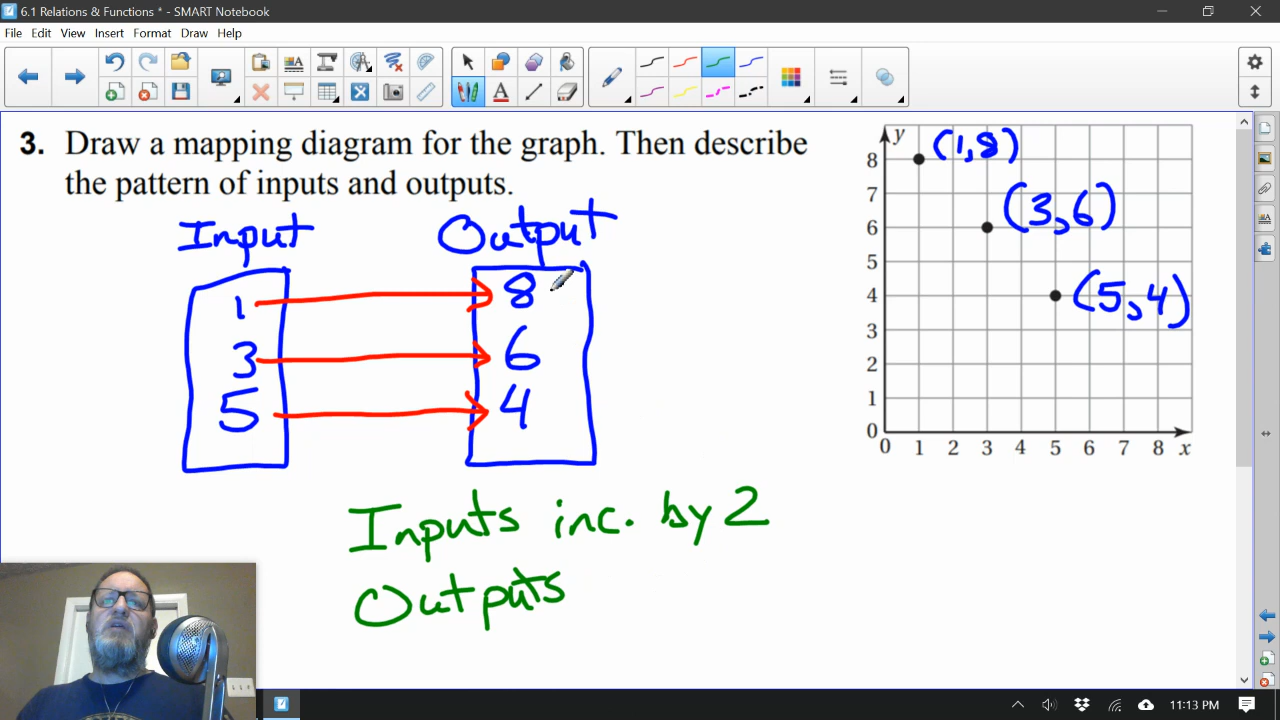 6.1 Relations & Functions * - SMART Notebook
File Edit View Insert Format Draw Help
3. Draw a mapping diagram for the graph. Then describe
the pattern of inputs and outputs.
Input Output
1 8
3 6
5 4
Inputs inc. by 2
Outputs
y
(1,8)
(3,6)
(5,4)
8
7
6
5
4
3
2
1
0
0 1 2 3 4 5 6 7 8 x
11:13 PM